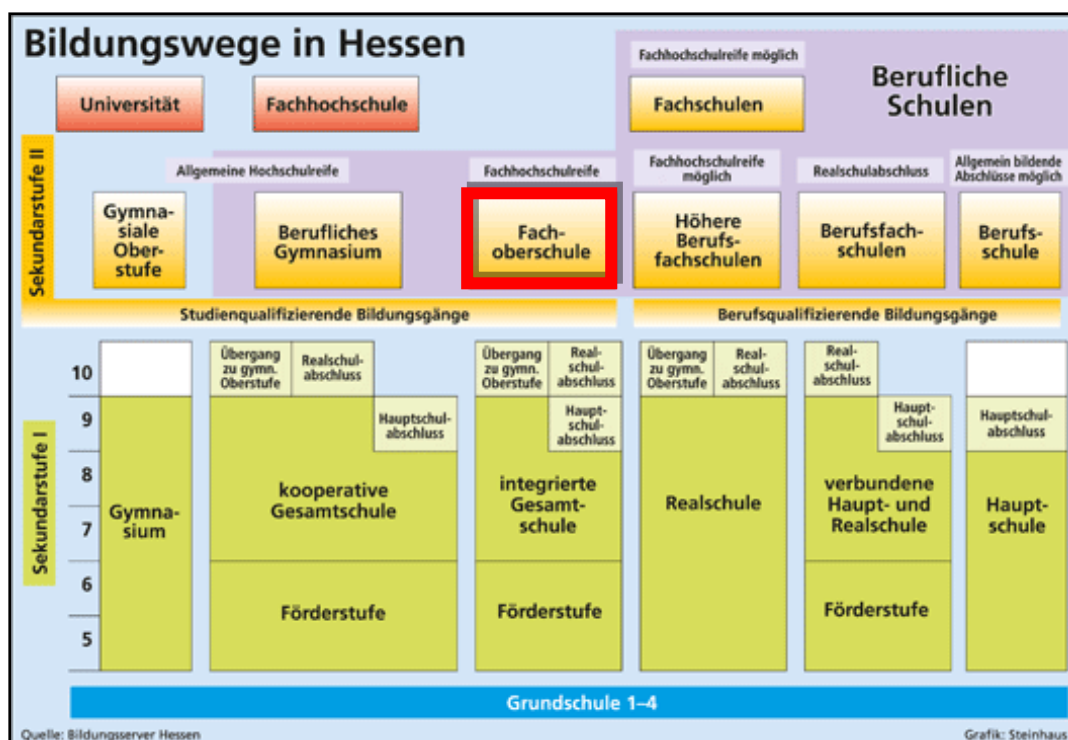 Bildungswege in Hessen
Fachhochschulreife möglich
Berufliche
Schulen
Universität
Fachhochschule
Fachschulen
Sekundarstufe II
Allgemeine Hochschulreife
Fachhochschulreife
Fachhochschulreife
möglich
Realschulabschluss
Allgemein bildende
Abschlüsse möglich
Gymna-
siale
Ober-
stufe
Berufliches
Gymnasium
Fach-
oberschule
Höhere
Berufs-
fachschulen
Berufsfach-
schulen
Berufs-
schule
Studienqualifizierende Bildungsgänge
Berufsqualifizierende Bildungsgänge
Sekundarstufe I
10
9
8
7
6
5
Gymna-
sium
Übergang
zu gymn.
Oberstufe
Realschul-
abschluss
Hauptschul-
abschluss
kooperative
Gesamtschule
Förderstufe
Übergang
zu gymn.
Oberstufe
Real-
schul-
abschluss
Haupt-
schul-
abschluss
integrierte
Gesamt-
schule
Förderstufe
Übergang
zu gymn.
Oberstufe
Real-
schul-
abschluss
Realschule
Real-
schul-
abschluss
Haupt-
schul-
abschluss
verbundene
Haupt- und
Realschule
Förderstufe
Hauptschul-
abschluss
Haupt-
schule
Grundschule 1–4
Quelle: Bildungsserver Hessen
Grafik: Steinhaus